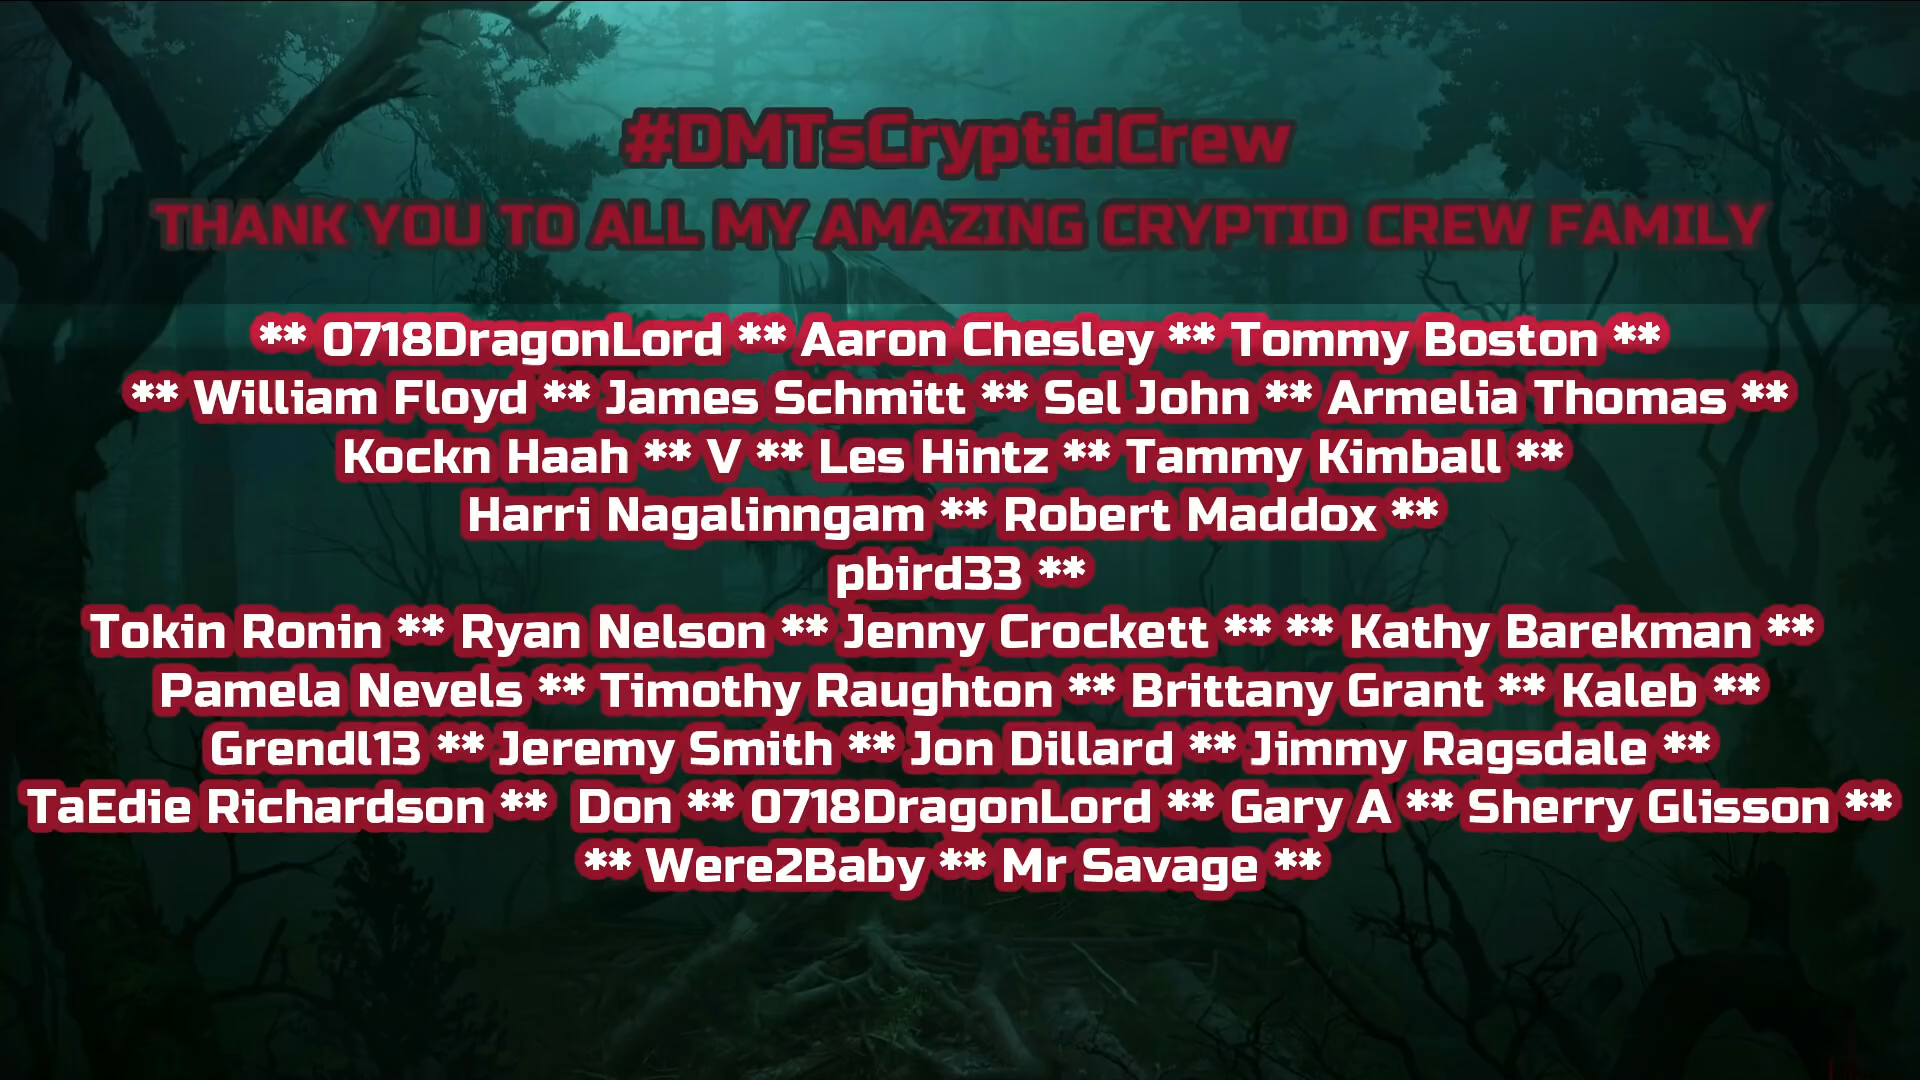 #DMTsCryptidCrew
THANK YOU TO ALL MY AMAZING CRYPTID CREW FAMILY
** 0718DragonLord ** Aaron Chesley ** Tommy Boston **
** William Floyd ** James Schmitt ** Sel John ** Armelia Thomas **
Kockn Haah ** V ** Les Hintz ** Tammy Kimball **
Harri Nagalinngam ** Robert Maddox **
pbird33 **
Tokin Ronin ** Ryan Nelson ** Jenny Crockett ** ** Kathy Barekman **
Pamela Nevels ** Timothy Raughton ** Brittany Grant ** Kaleb **
Grendl13 ** Jeremy Smith ** Jon Dillard ** Jimmy Ragsdale **
TaEdie Richardson **  Don ** 0718DragonLord ** Gary A ** Sherry Glisson **
** Were2Baby ** Mr Savage **